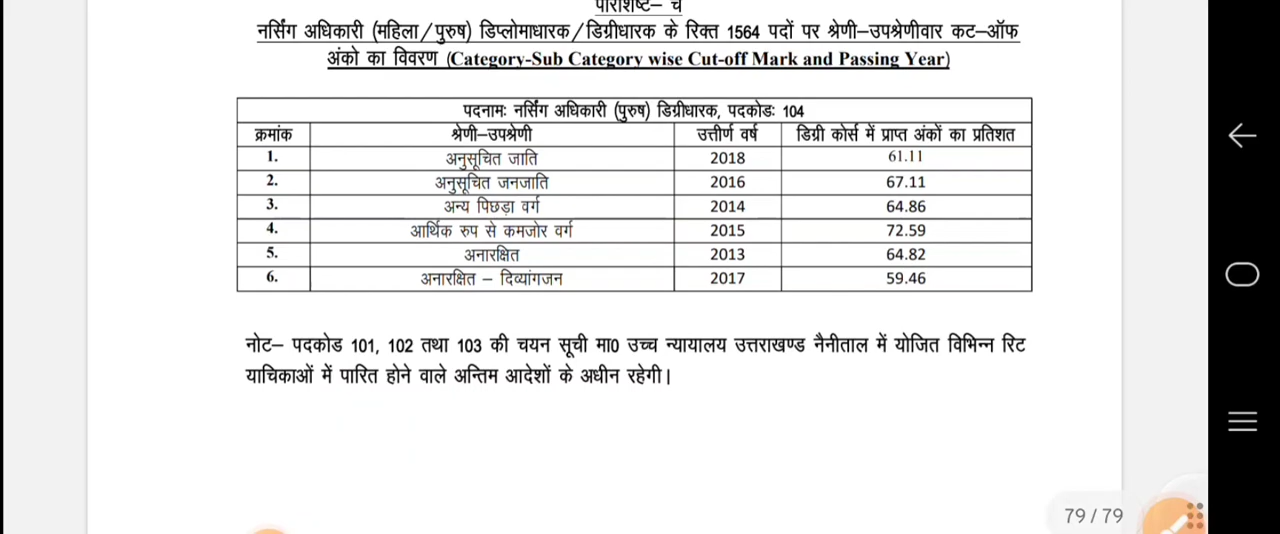 परिशिष्ट– च
नर्सिंग अधिकारी (महिला/पुरुष) डिप्लोमाधारक/डिग्रीधारक के रिक्त 1564 पदों पर श्रेणी–उपश्रेणीवार कट–ऑफ
अंको का विवरण (Category-Sub Category wise Cut-off Mark and Passing Year)
पदनामः नर्सिंग अधिकारी (पुरुष) डिग्रीधारक, पदकोडः 104
क्रमांक श्रेणी–उपश्रेणी उत्तीर्ण वर्ष डिग्री कोर्स में प्राप्त अंकों का प्रतिशत
1. अनुसूचित जाति 2018 61.11
2. अनुसूचित जनजाति 2016 67.11
3. अन्य पिछड़ा वर्ग 2014 64.86
4. आर्थिक रुप से कमजोर वर्ग 2015 72.59
5. अनारक्षित 2013 64.82
6. अनारक्षित – दिव्यांगजन 2017 59.46
नोट– पदकोड 101, 102 तथा 103 की चयन सूची मा0 उच्च न्यायालय उत्तराखण्ड नैनीताल में योजित विभिन्न रिट
याचिकाओं में पारित होने वाले अन्तिम आदेशों के अधीन रहेगी।
79 / 79